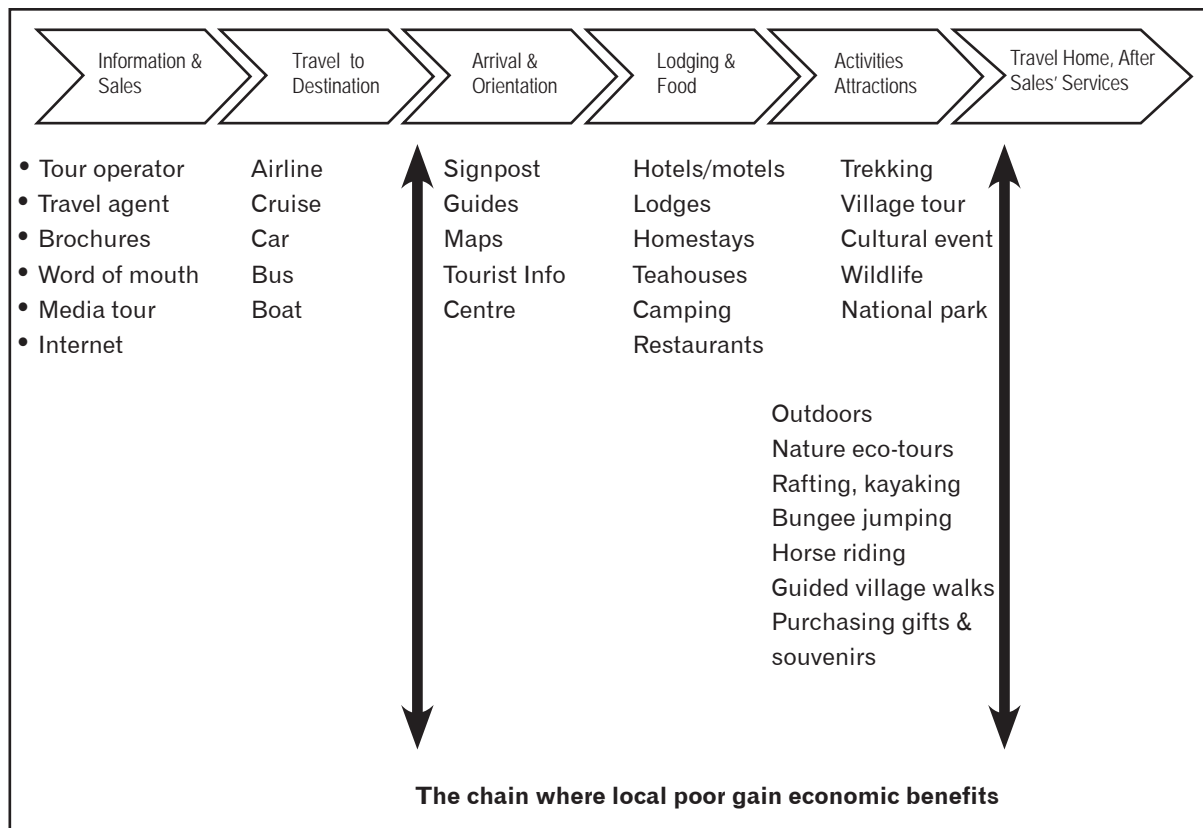 Information &
Sales
Travel to
Destination
Arrival &
Orientation
Lodging &
Food
Activities
Attractions
Travel Home, After
Sales' Services
• Tour operator
• Travel agent
• Brochures
• Word of mouth
• Media tour
• Internet
Airline
Cruise
Car
Bus
Boat
Signpost
Guides
Maps
Tourist Info
Centre
Hotels/motels
Lodges
Homestays
Teahouses
Camping
Restaurants
Trekking
Village tour
Cultural event
Wildlife
National park
Outdoors
Nature eco-tours
Rafting, kayaking
Bungee jumping
Horse riding
Guided village walks
Purchasing gifts &
souvenirs
The chain where local poor gain economic benefits